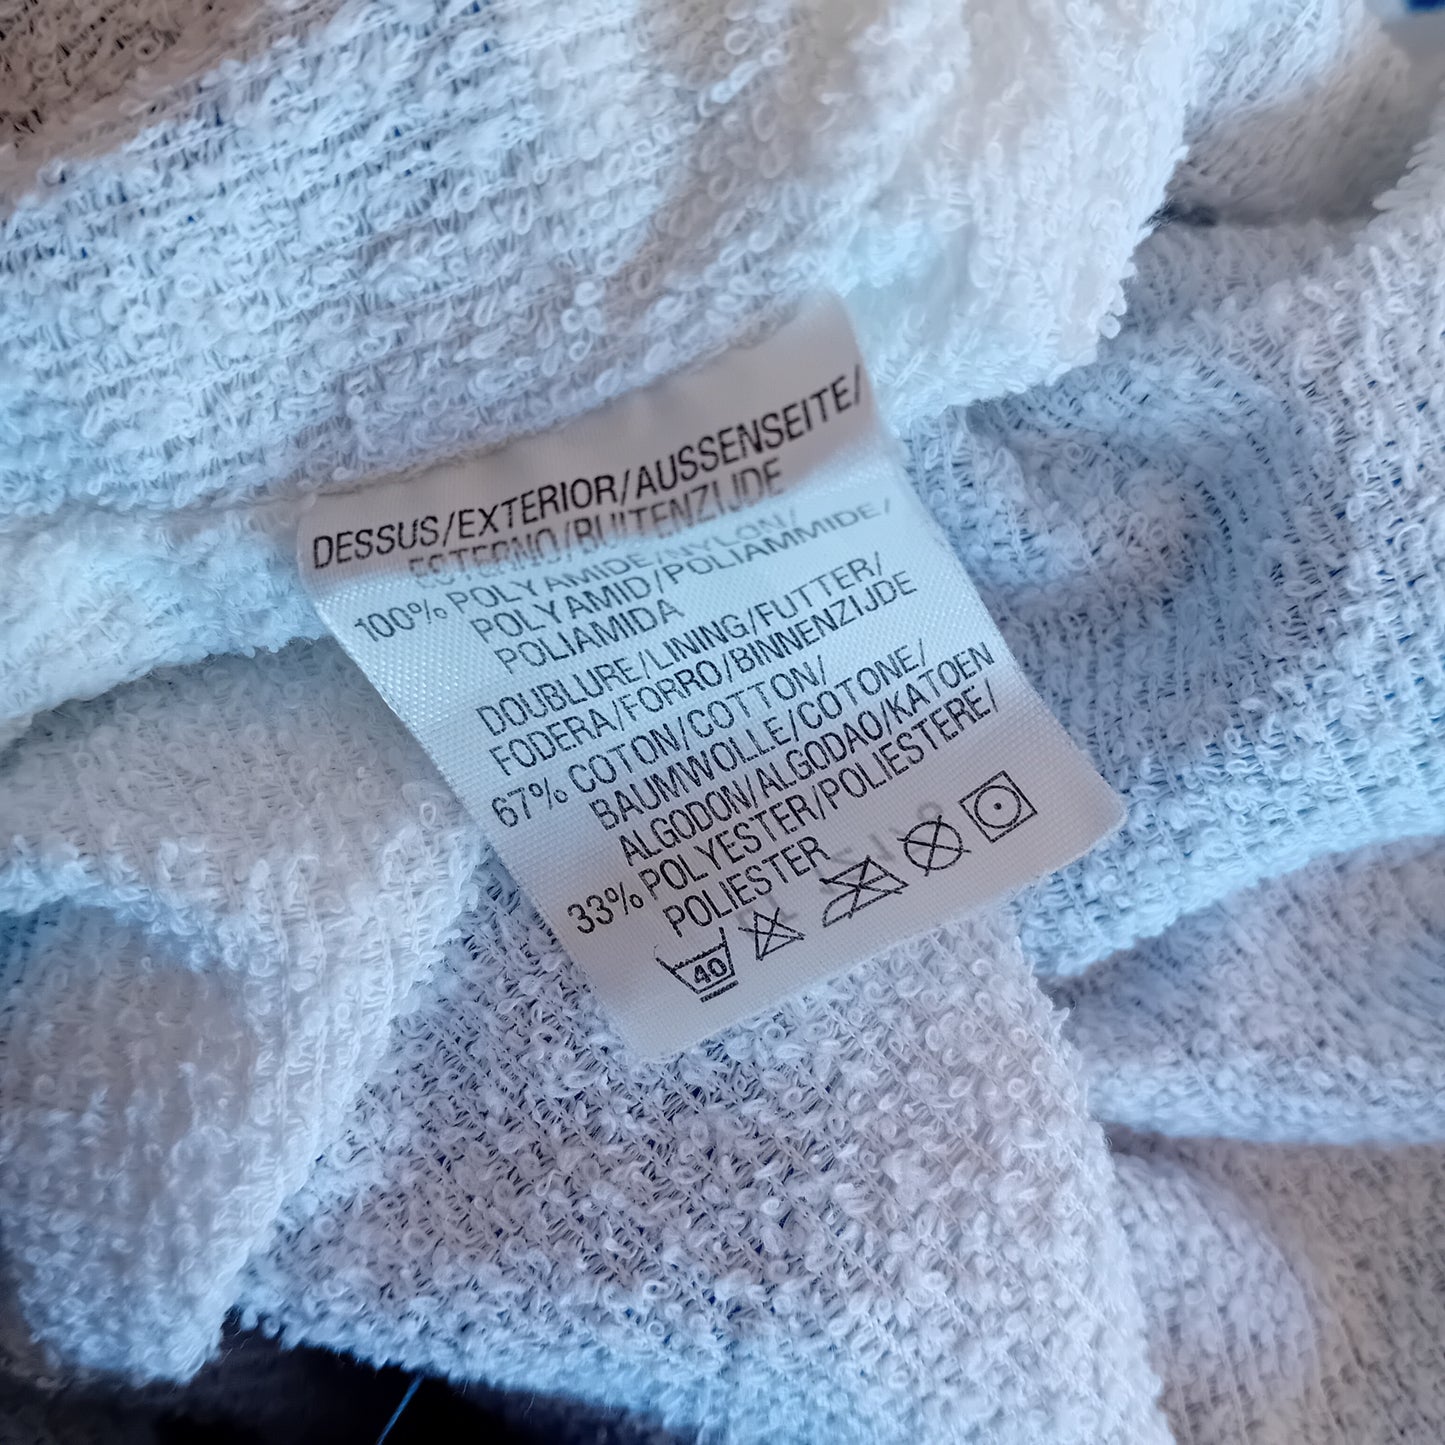 DESSUS/EXTERIOR/AUSSENSEITE/
ESTERNO/BUITENZIJDE
100% POLYAMIDE/NYLON/
POLYAMID/POLIAMMIDE/
POLIAMIDA
DOUBLURE/LINING/FUTTER/
FODERA/FORRO/BINNENZIJDE
67% COTON/COTTON/
BAUMWOLLE/COTONE/
ALGODON/ALGODAO/KATOEN
33% POLYESTER/POLIESTERE/
POLIESTER
40